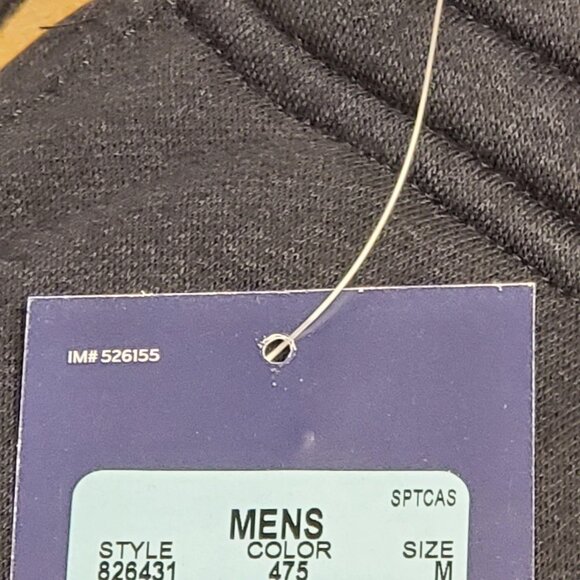 IM# 526155
SPTCAS
MENS
STYLE COLOR SIZE
826431 475 M